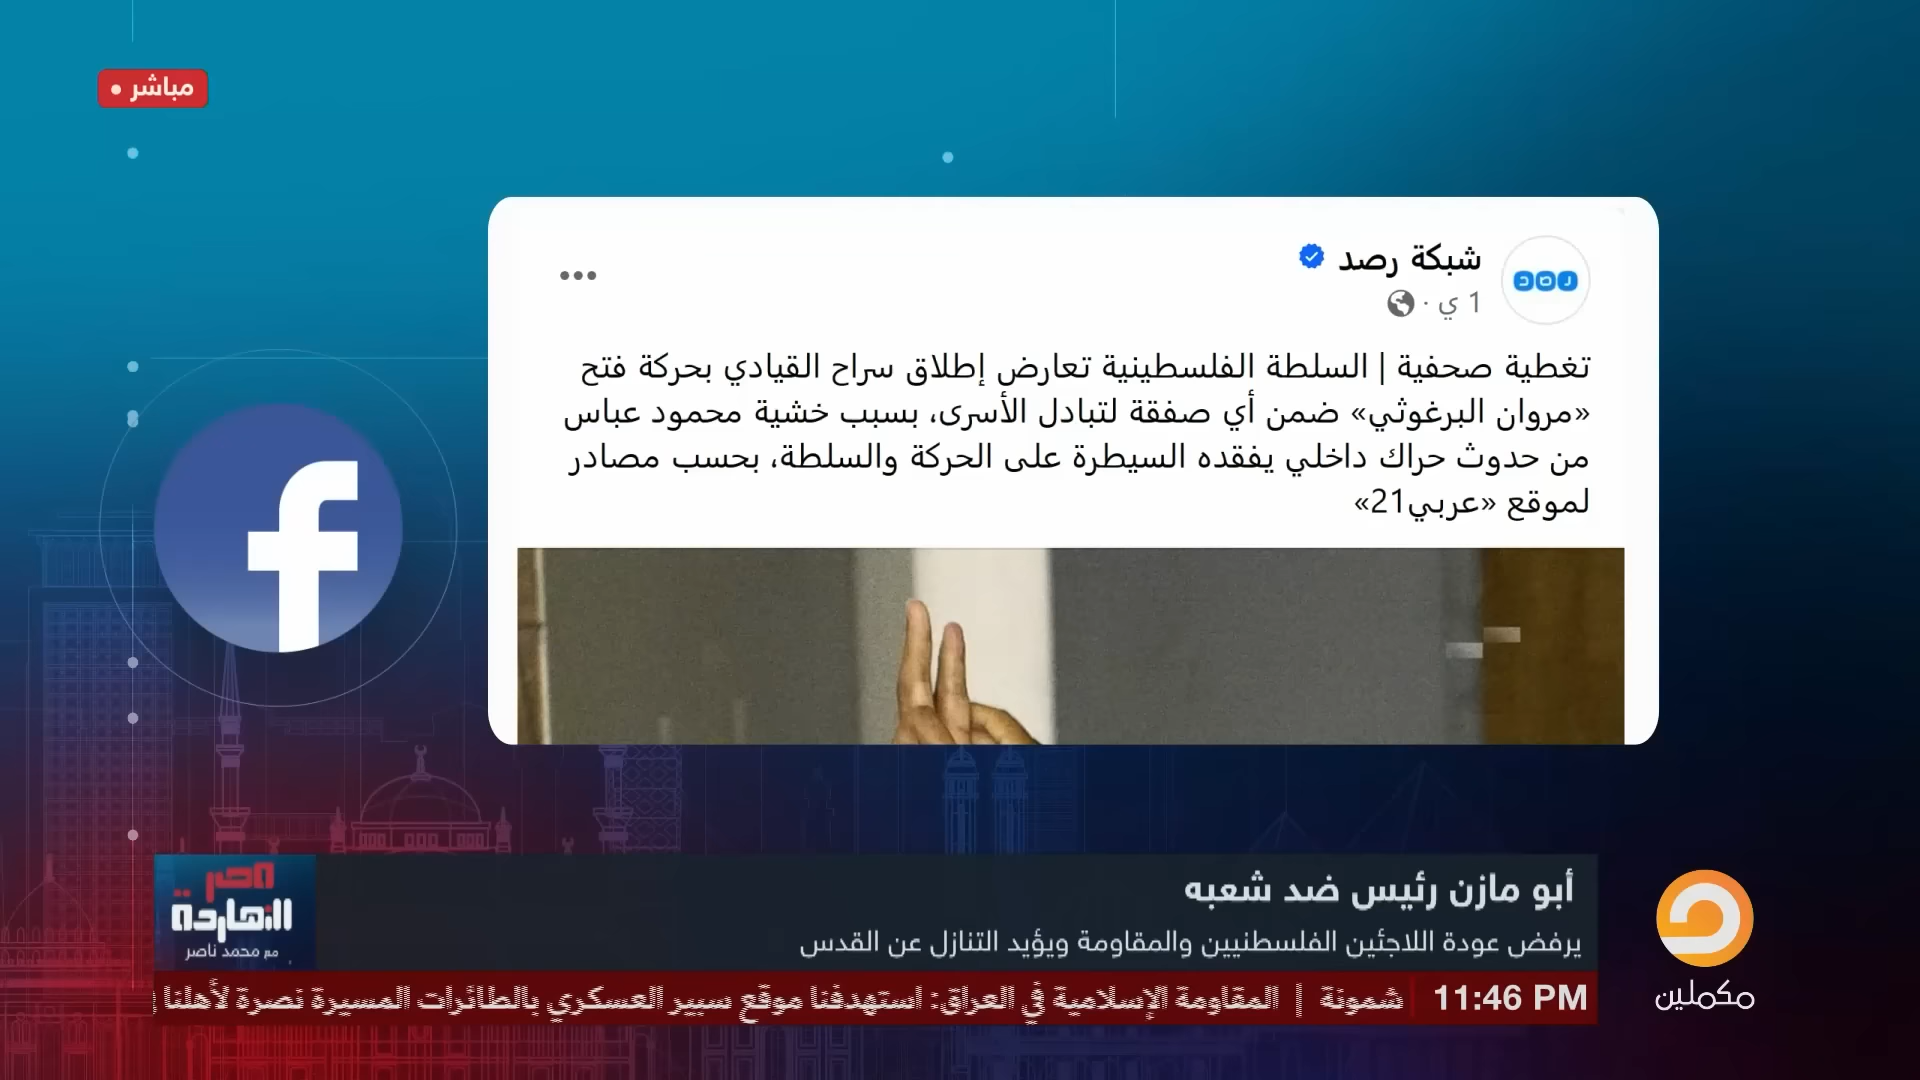 مباشر
شبكة رصد
1 ي ·
رصد
تغطية صحفية | السلطة الفلسطينية تعارض إطلاق سراح القيادي بحركة فتح
«مروان البرغوثي» ضمن أي صفقة لتبادل الأسرى، بسبب خشية محمود عباس
من حدوث حراك داخلي يفقده السيطرة على الحركة والسلطة، بحسب مصادر
لموقع «عربي21»
أبو مازن رئيس ضد شعبه
يرفض عودة اللاجئين الفلسطنيين والمقاومة ويؤيد التنازل عن القدس
مصر
النهاردة
مع محمد ناصر
11:46 PM
شمونة | المقاومة الإسلامية في العراق: استهدفنا موقع سبير العسكري بالطائرات المسيرة نصرة لأهلنا
مكملين